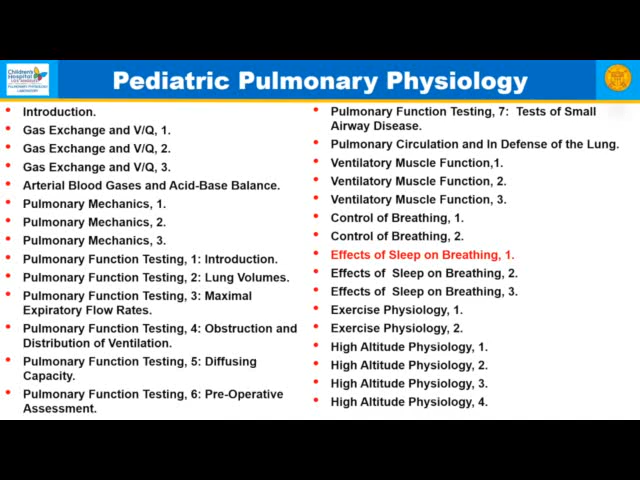 Children's
Hospital
LOS ANGELES
PULMONARY PHYSIOLOGY
LABORATORY
Pediatric Pulmonary Physiology
Introduction.
Gas Exchange and V/Q, 1.
Gas Exchange and V/Q, 2.
Gas Exchange and V/Q, 3.
Arterial Blood Gases and Acid-Base Balance.
Pulmonary Mechanics, 1.
Pulmonary Mechanics, 2.
Pulmonary Mechanics, 3.
Pulmonary Function Testing, 1: Introduction.
Pulmonary Function Testing, 2: Lung Volumes.
Pulmonary Function Testing, 3: Maximal
Expiratory Flow Rates.
Pulmonary Function Testing, 4: Obstruction and
Distribution of Ventilation.
Pulmonary Function Testing, 5: Diffusing
Capacity.
Pulmonary Function Testing, 6: Pre-Operative
Assessment.
Pulmonary Function Testing, 7:  Tests of Small
Airway Disease.
Pulmonary Circulation and In Defense of the Lung.
Ventilatory Muscle Function,1.
Ventilatory Muscle Function, 2.
Ventilatory Muscle Function, 3.
Control of Breathing, 1.
Control of Breathing, 2.
Effects of Sleep on Breathing, 1.
Effects of  Sleep on Breathing, 2.
Effects of  Sleep on Breathing, 3.
Exercise Physiology, 1.
Exercise Physiology, 2.
High Altitude Physiology, 1.
High Altitude Physiology, 2.
High Altitude Physiology, 3.
High Altitude Physiology, 4.